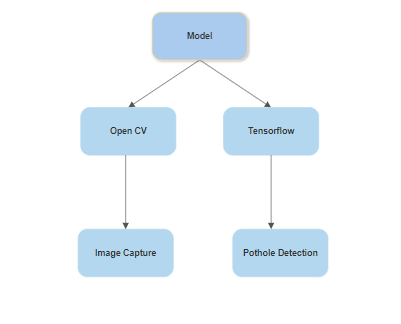 Model
Open CV
Tensorflow
Image Capture
Pothole Detection